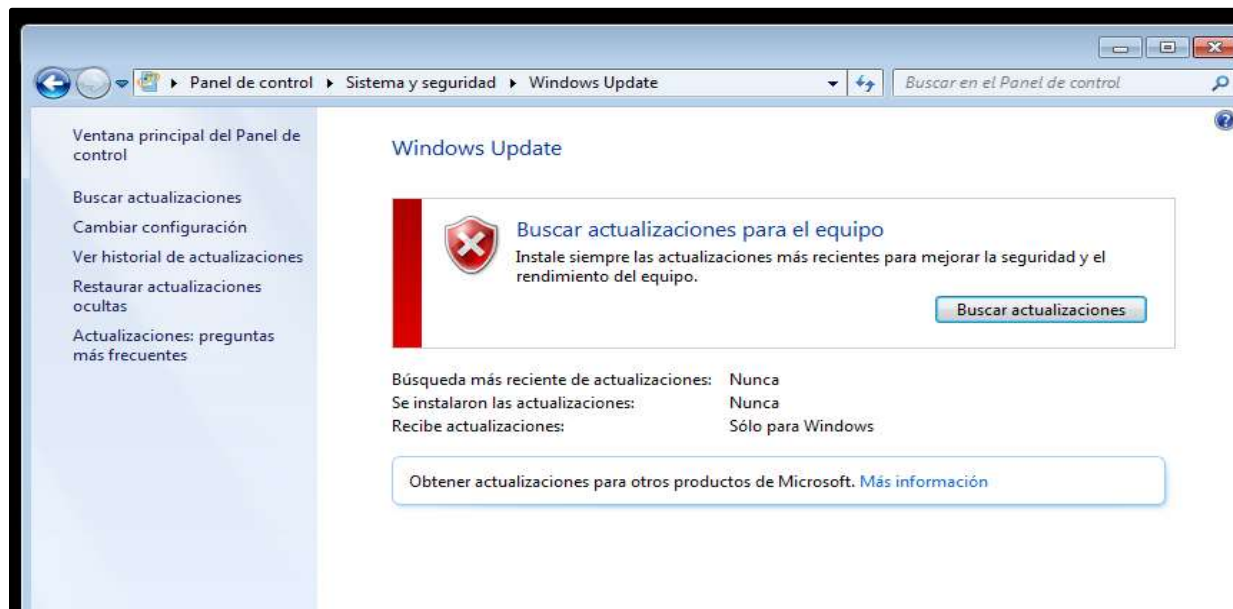 Panel de control ▸ Sistema y seguridad ▸ Windows Update
Buscar en el Panel de control
Ventana principal del Panel de
control
Buscar actualizaciones
Cambiar configuración
Ver historial de actualizaciones
Restaurar actualizaciones
ocultas
Actualizaciones: preguntas
más frecuentes
Windows Update
Buscar actualizaciones para el equipo
Instale siempre las actualizaciones más recientes para mejorar la seguridad y el
rendimiento del equipo.
Buscar actualizaciones
Búsqueda más reciente de actualizaciones: Nunca
Se instalaron las actualizaciones: Nunca
Recibe actualizaciones: Sólo para Windows
Obtener actualizaciones para otros productos de Microsoft. Más información